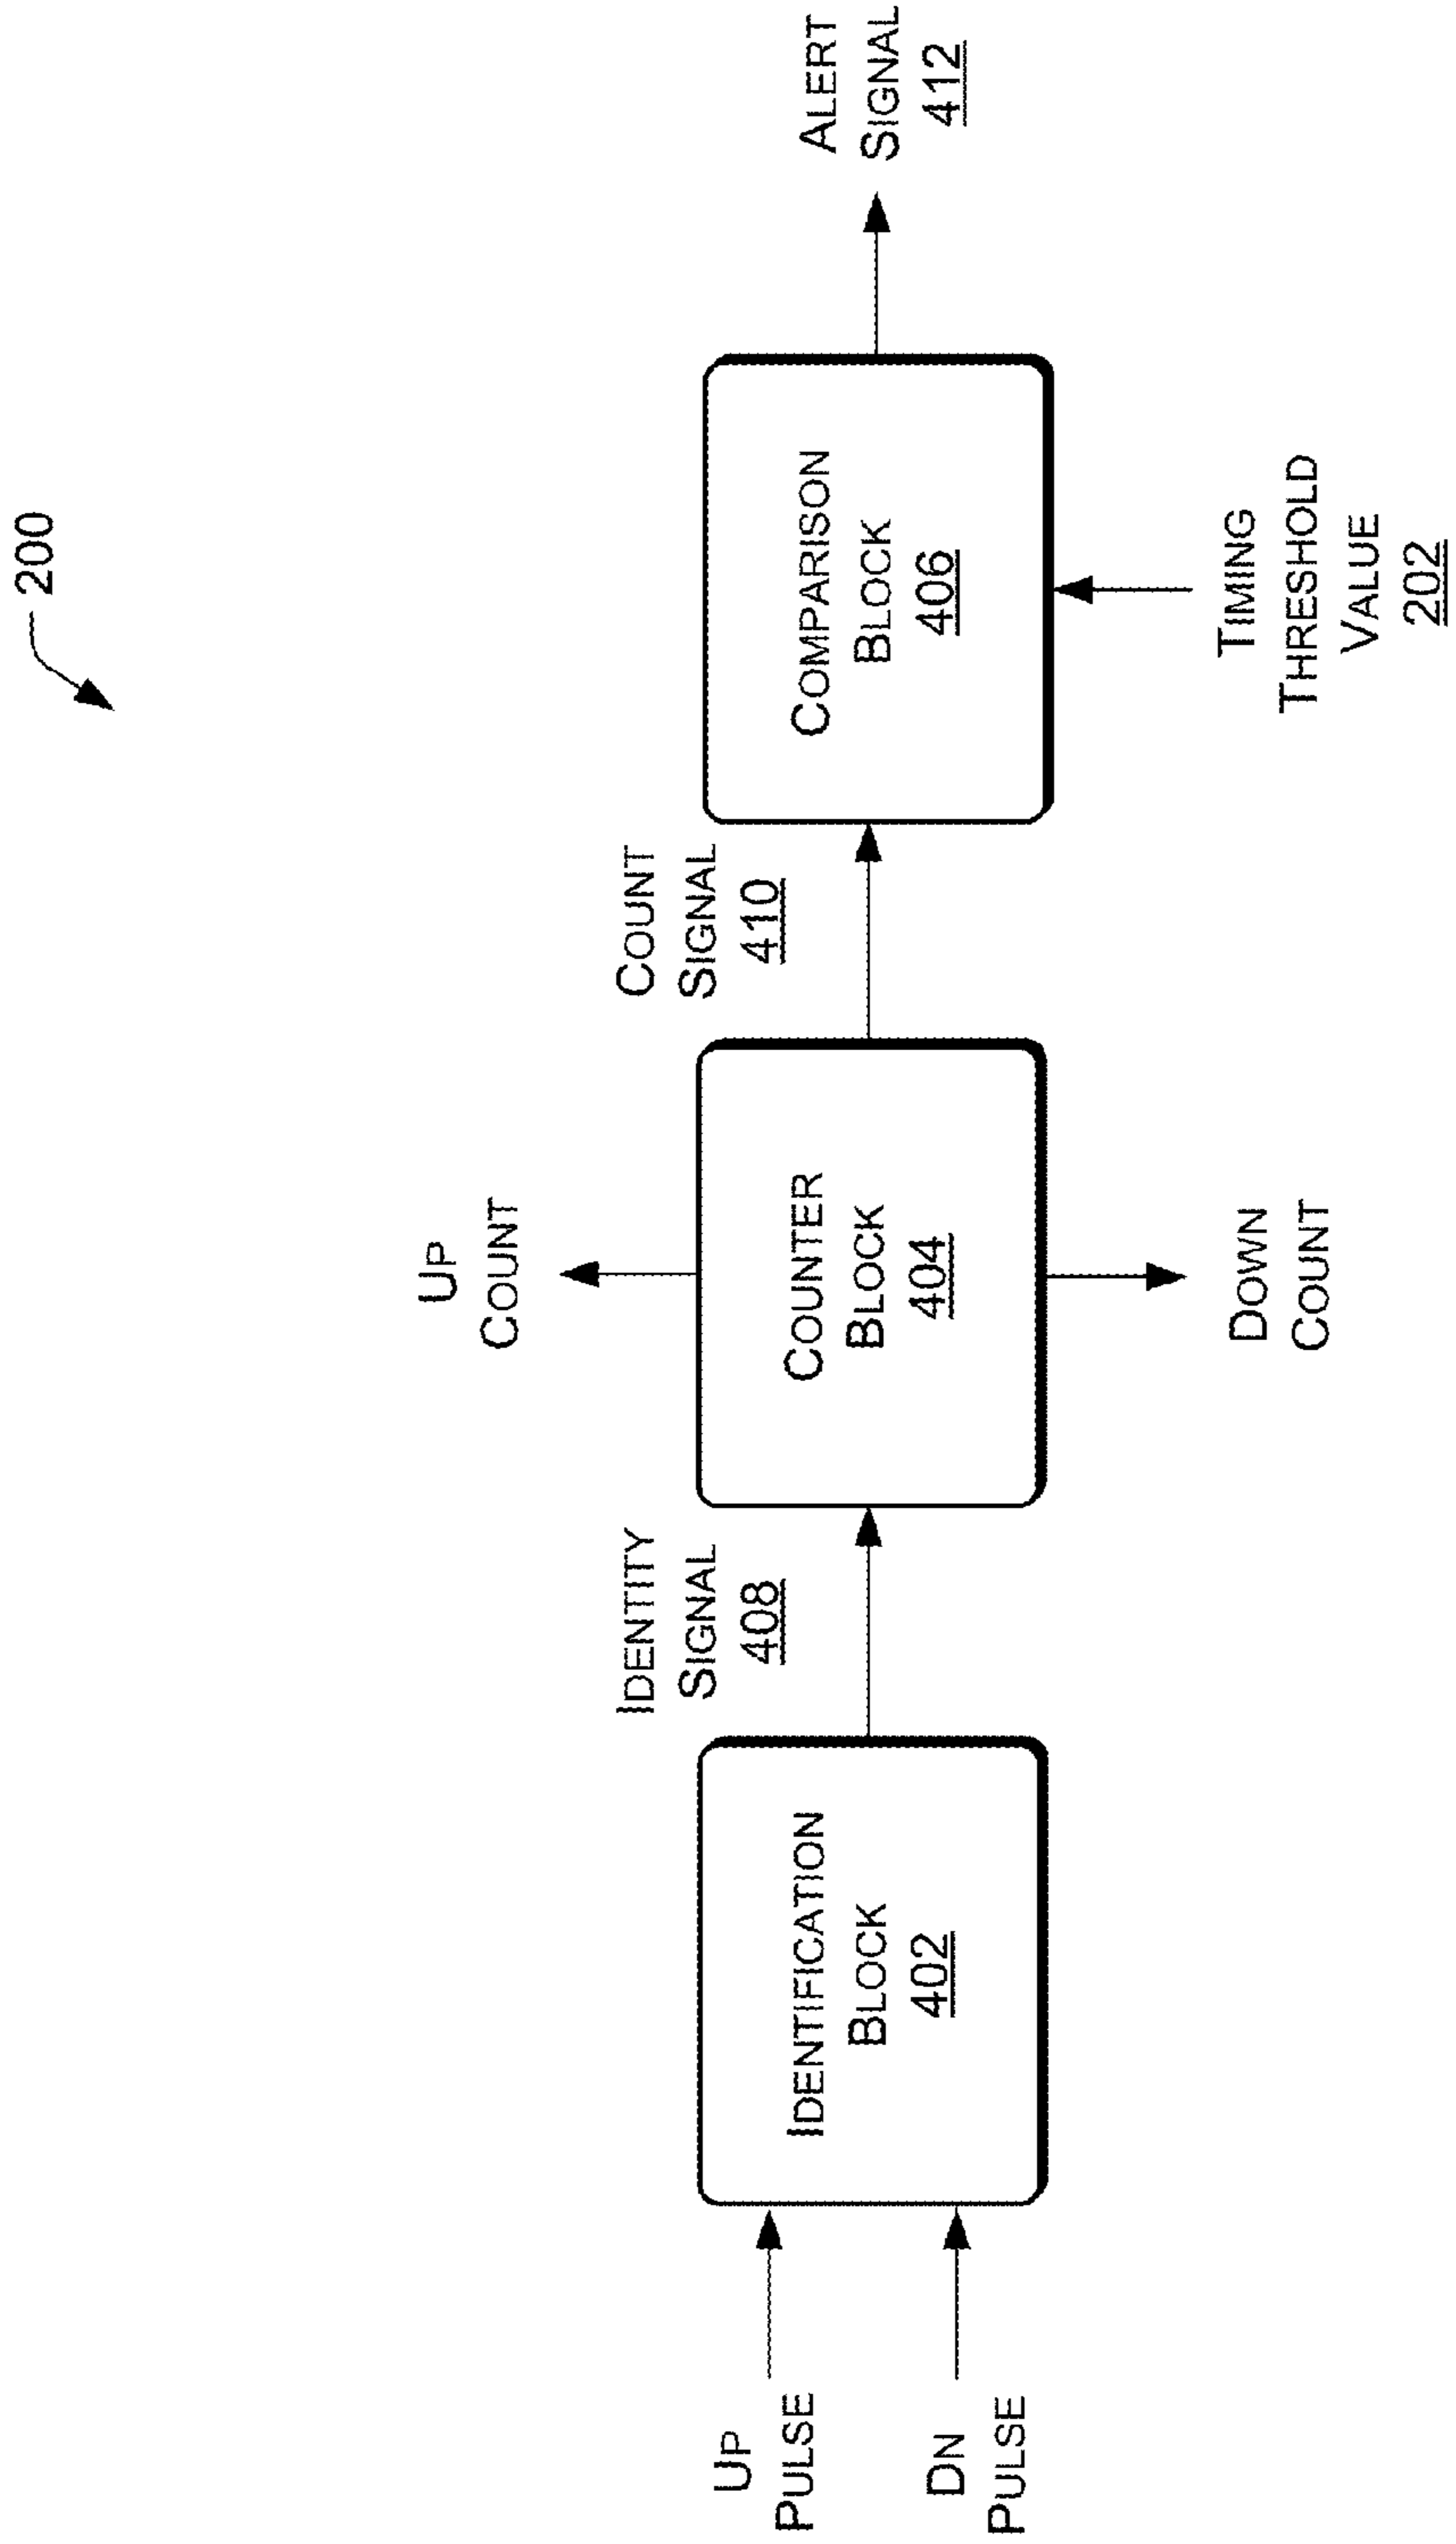 200
UP
PULSE
DN
PULSE
IDENTIFICATION
BLOCK
402
IDENTITY
SIGNAL
408
UP
COUNT
COUNTER
BLOCK
404
DOWN
COUNT
COUNT
SIGNAL
410
COMPARISON
BLOCK
406
TIMING
THRESHOLD
VALUE
202
ALERT
SIGNAL
412